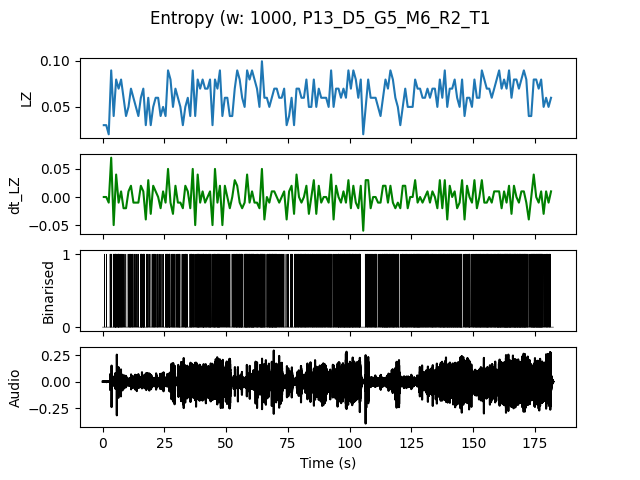 Entropy (w: 1000, P13_D5_G5_M6_R2_T1
0.10
0.05
LZ
0.05
0.00
−0.05
dt_LZ
1
0
Binarised
0.25
0.00
−0.25
Audio
0 25 50 75 100 125 150 175
Time (s)